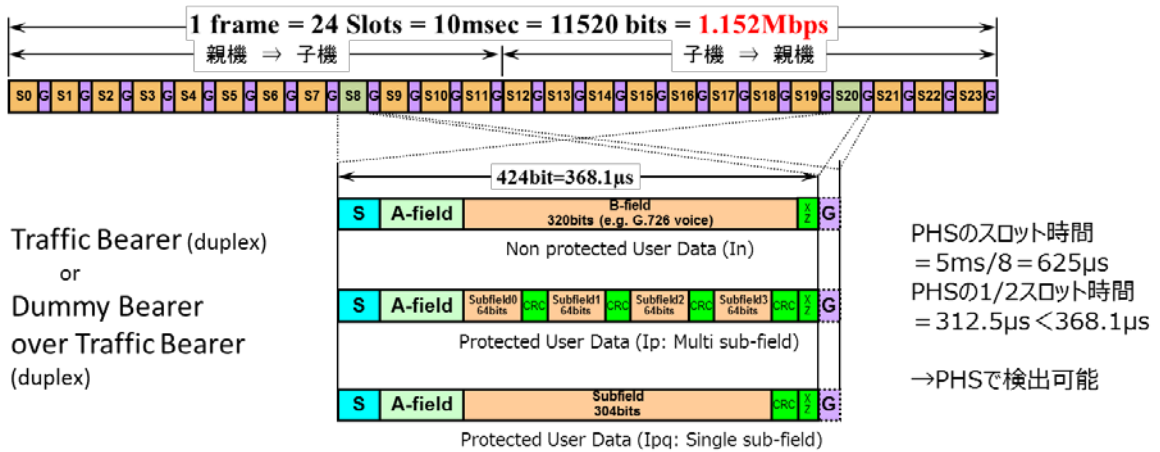 1 frame = 24 Slots = 10msec = 11520 bits = 1.152Mbps
親機 ⇒ 子機
子機 ⇒ 親機
S0 G S1 G S2 G S3 G S4 G S5 G S6 G S7 G S8 G S9 G S10 G S11 G S12 G S13 G S14 G S15 G S16 G S17 G S18 G S19 G S20 G S21 G S22 G S23 G
424bit=368.1μs
S A-field B-field XZ G
320bits (e.g. G.726 voice)
Non protected User Data (In)
S A-field Subfield0 64bits CRC Subfield1 64bits CRC Subfield2 64bits CRC Subfield3 64bits CRC XZ G
Protected User Data (Ip: Multi sub-field)
S A-field Subfield CRC XZ G
304bits
Protected User Data (Ipq: Single sub-field)
Traffic Bearer (duplex)
or
Dummy Bearer
over Traffic Bearer
(duplex)
PHSのスロット時間
＝5ms/8＝625μs
PHSの1/2スロット時間
＝312.5μs＜368.1μs
→PHSで検出可能